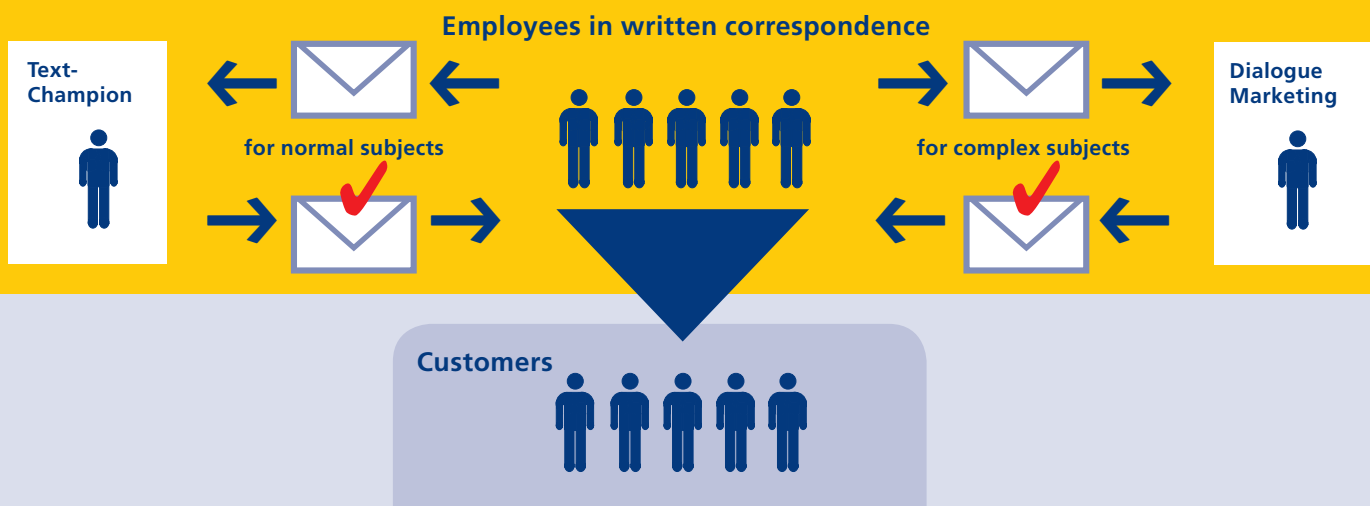 Employees in written correspondence
Text-
Champion
Dialogue
Marketing
for normal subjects
for complex subjects
Customers